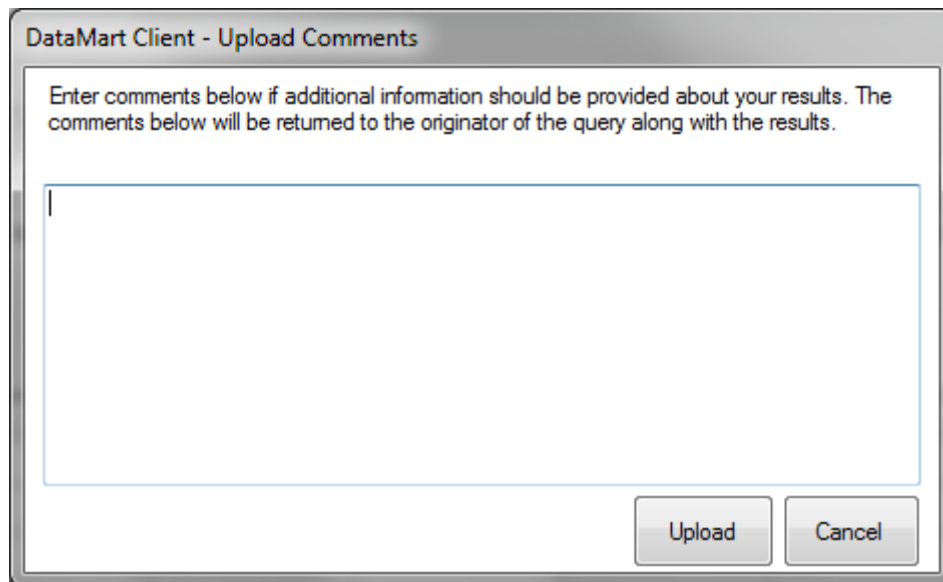 DataMart Client - Upload Comments
Enter comments below if additional information should be provided about your results. The
comments below will be returned to the originator of the query along with the results.
Upload Cancel